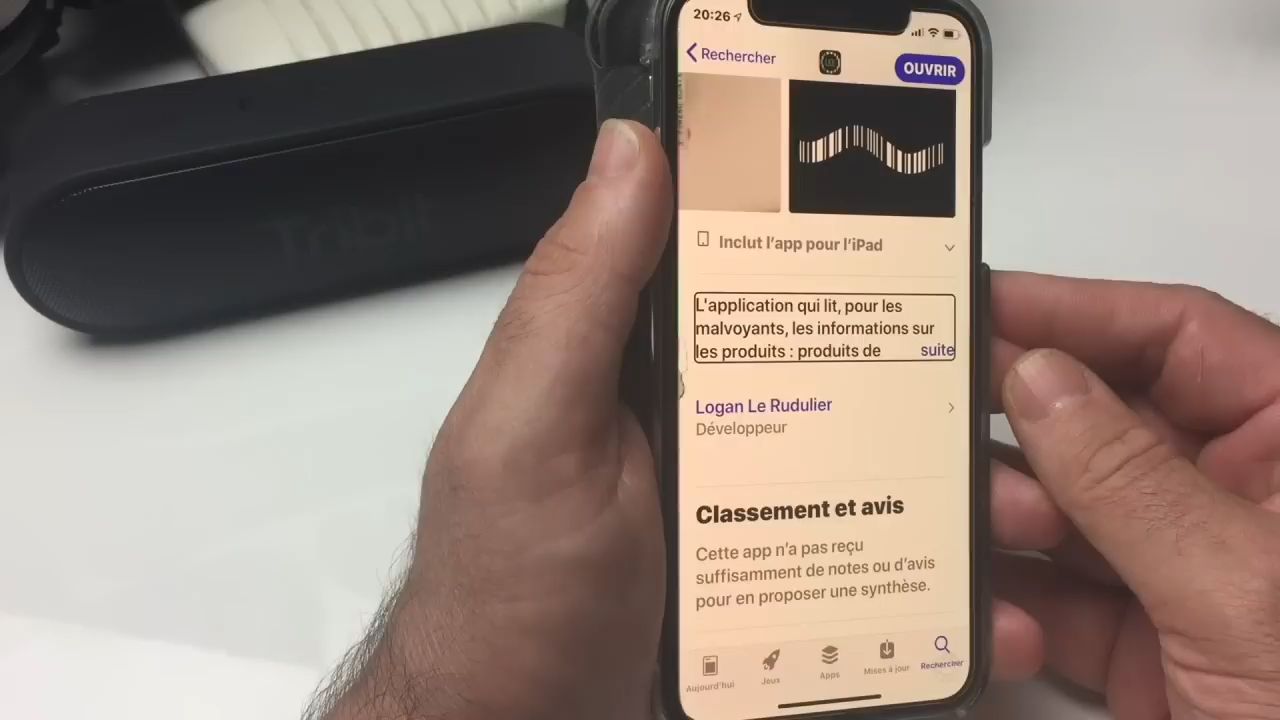 20:26
Rechercher
OUVRIR
Inclut l'app pour l'iPad
L'application qui lit, pour les
malvoyants, les informations sur
les produits : produits de suite
Logan Le Rudulier
Développeur
Classement et avis
Cette app n'a pas reçu
suffisamment de notes ou d'avis
pour en proposer une synthèse.
Aujourd'hui Jeux Apps Mises à jour Rechercher
Tribit